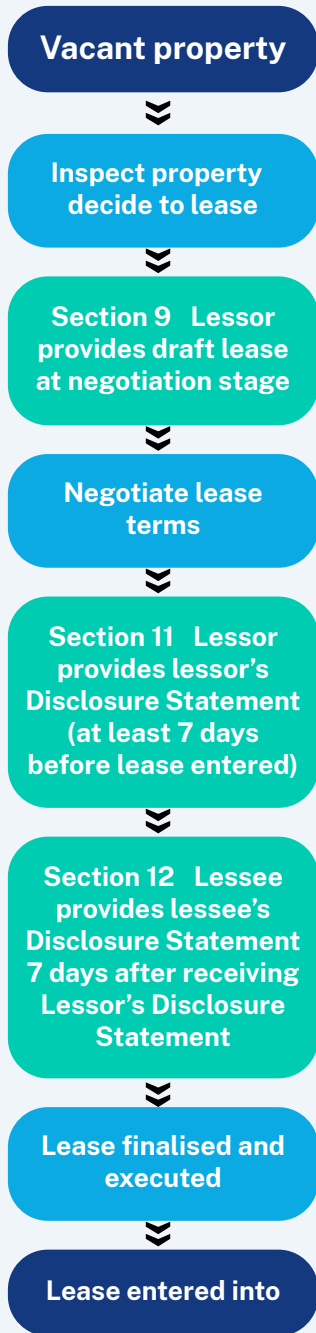 Vacant property
Inspect property
decide to lease
Section 9 Lessor
provides draft lease
at negotiation stage
Negotiate lease
terms
Section 11 Lessor
provides lessor’s
Disclosure Statement
(at least 7 days
before lease entered)
Section 12 Lessee
provides lessee’s
Disclosure Statement
7 days after receiving
Lessor’s Disclosure
Statement
Lease finalised and
executed
Lease entered into